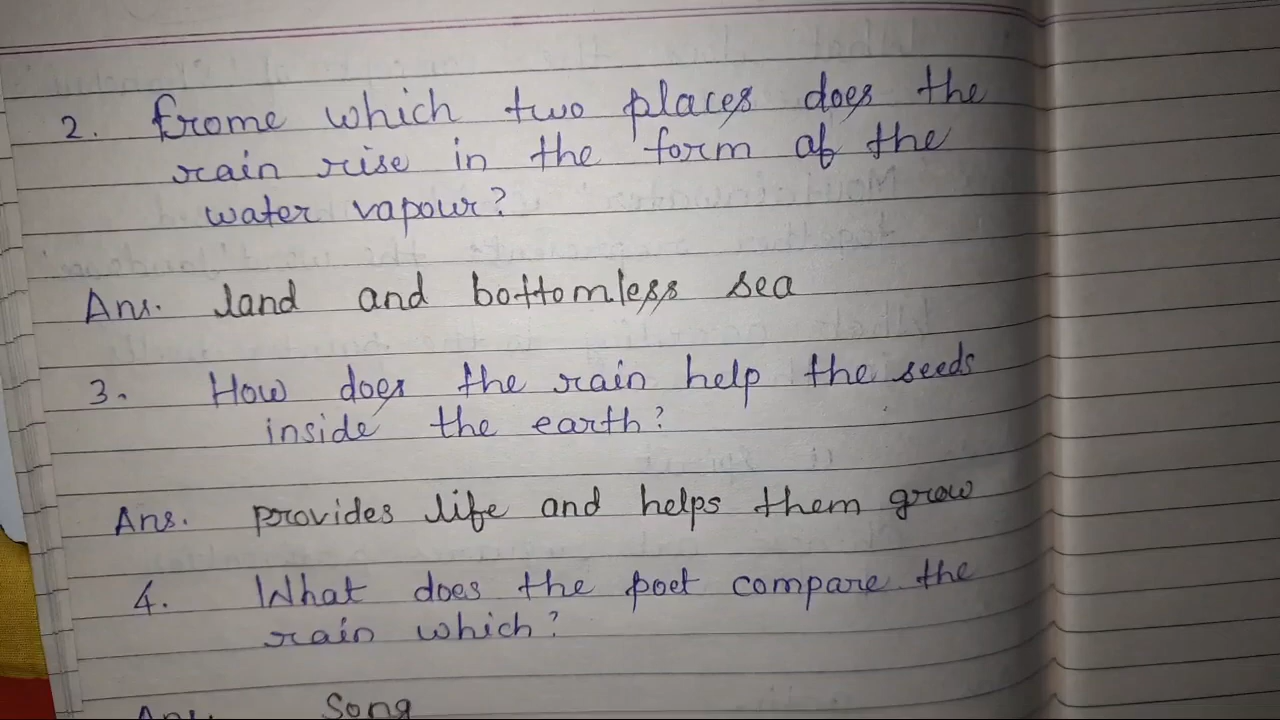 2. frome which two places does the
rain rise in the form of the
water vapour?
Ans. land and bottomless sea
3. How does the rain help the seeds
inside the earth?
Ans. provides life and helps them grow
4. What does the poet compare the
rain which?
Ans. Song